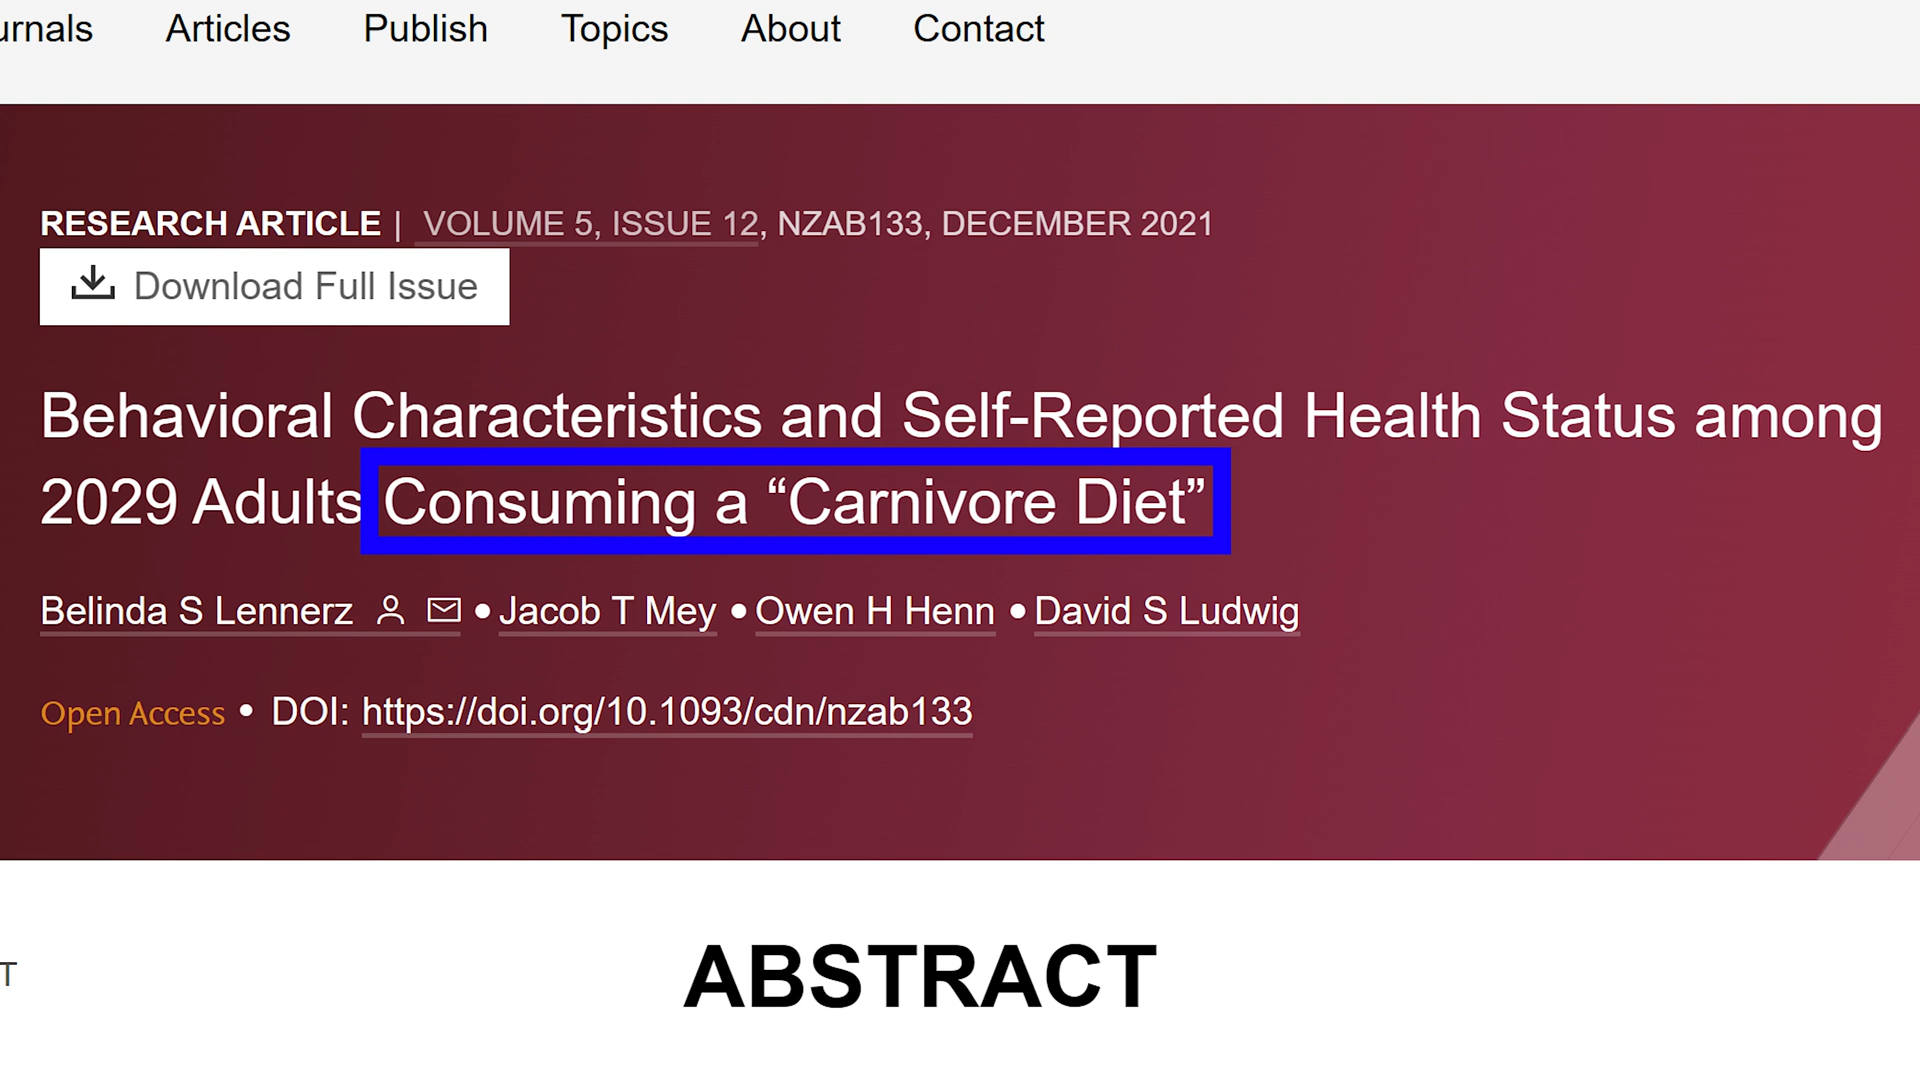 urnals Articles Publish Topics About Contact
RESEARCH ARTICLE | VOLUME 5, ISSUE 12, NZAB133, DECEMBER 2021
Download Full Issue
Behavioral Characteristics and Self-Reported Health Status among
2029 Adults Consuming a “Carnivore Diet”
Belinda S Lennerz • Jacob T Mey • Owen H Henn • David S Ludwig
Open Access • DOI: https://doi.org/10.1093/cdn/nzab133
ABSTRACT
T